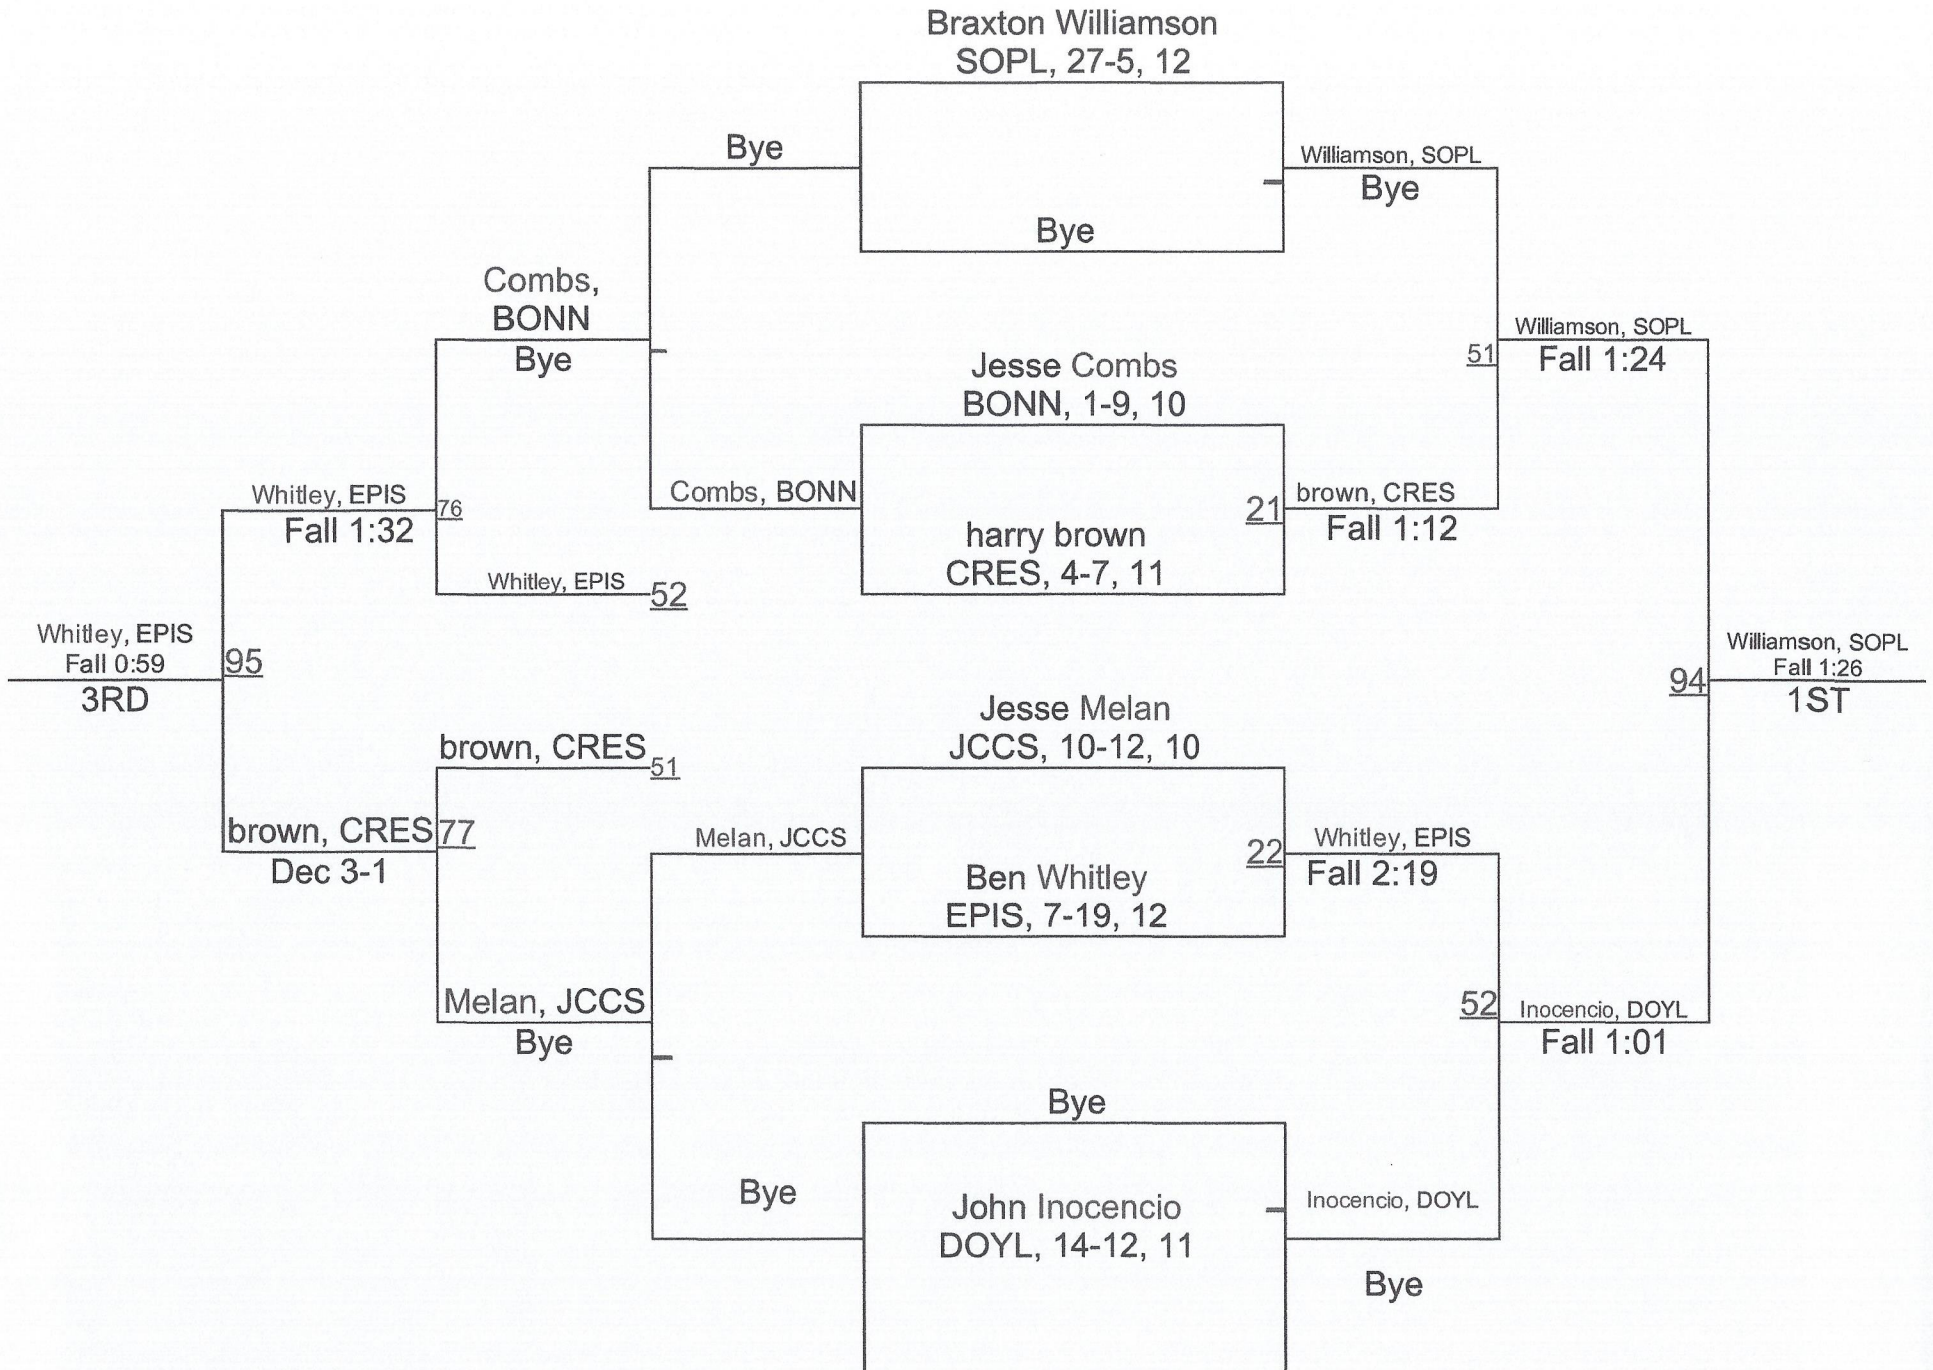 Braxton Williamson
SOPL, 27-5, 12
Bye
Williamson, SOPL
Bye
Bye
Combs,
BONN
Bye
Williamson, SOPL
51
Fall 1:24
Jesse Combs
BONN, 1-9, 10
Combs, BONN
21
brown, CRES
Fall 1:12
harry brown
CRES, 4-7, 11
Whitley, EPIS
76
Fall 1:32
Whitley, EPIS
52
Whitley, EPIS
Fall 0:59
95
3RD
Williamson, SOPL
Fall 1:26
94
1ST
Jesse Melan
JCCS, 10-12, 10
brown, CRES
51
brown, CRES
77
Dec 3-1
Melan, JCCS
22
Whitley, EPIS
Fall 2:19
Ben Whitley
EPIS, 7-19, 12
Melan, JCCS
Bye
52
Inocencio, DOYL
Fall 1:01
Bye
Bye
John Inocencio
DOYL, 14-12, 11
Inocencio, DOYL
Bye